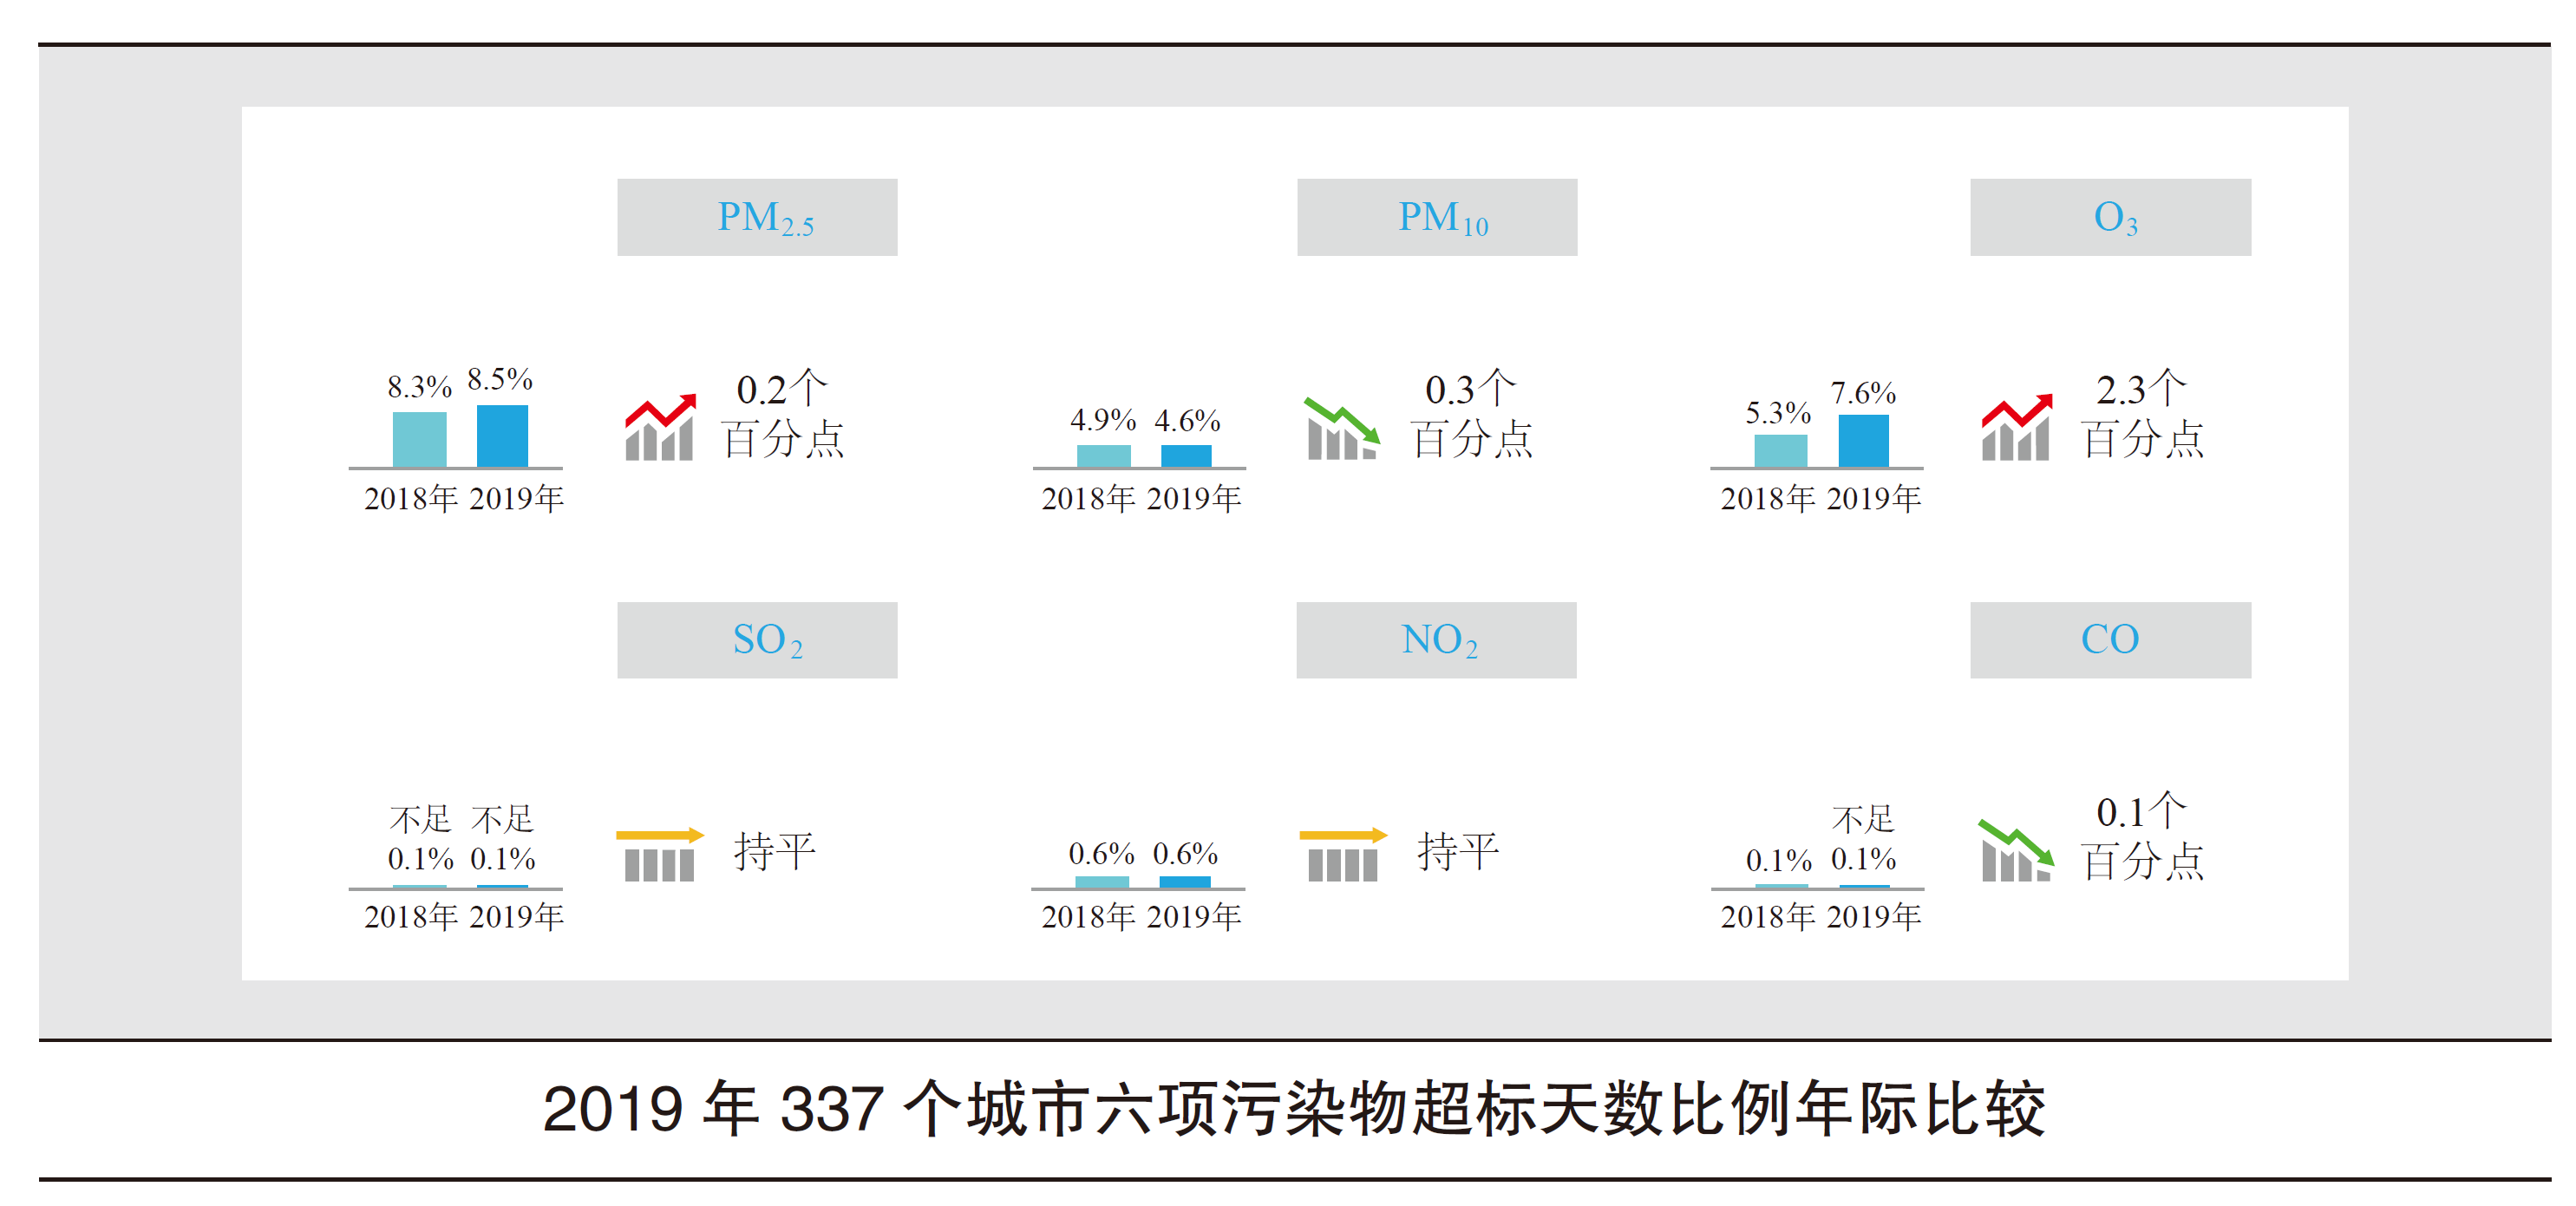 PM2.5
PM10
O3
8.3% 8.5%
2018年 2019年
0.2个
百分点
4.9% 4.6%
2018年 2019年
0.3个
百分点
5.3% 7.6%
2018年 2019年
2.3个
百分点
SO2
NO2
CO
不足 不足
0.1% 0.1%
2018年 2019年
持平
0.6% 0.6%
2018年 2019年
持平
不足
0.1% 0.1%
2018年 2019年
0.1个
百分点
2019 年 337 个城市六项污染物超标天数比例年际比较